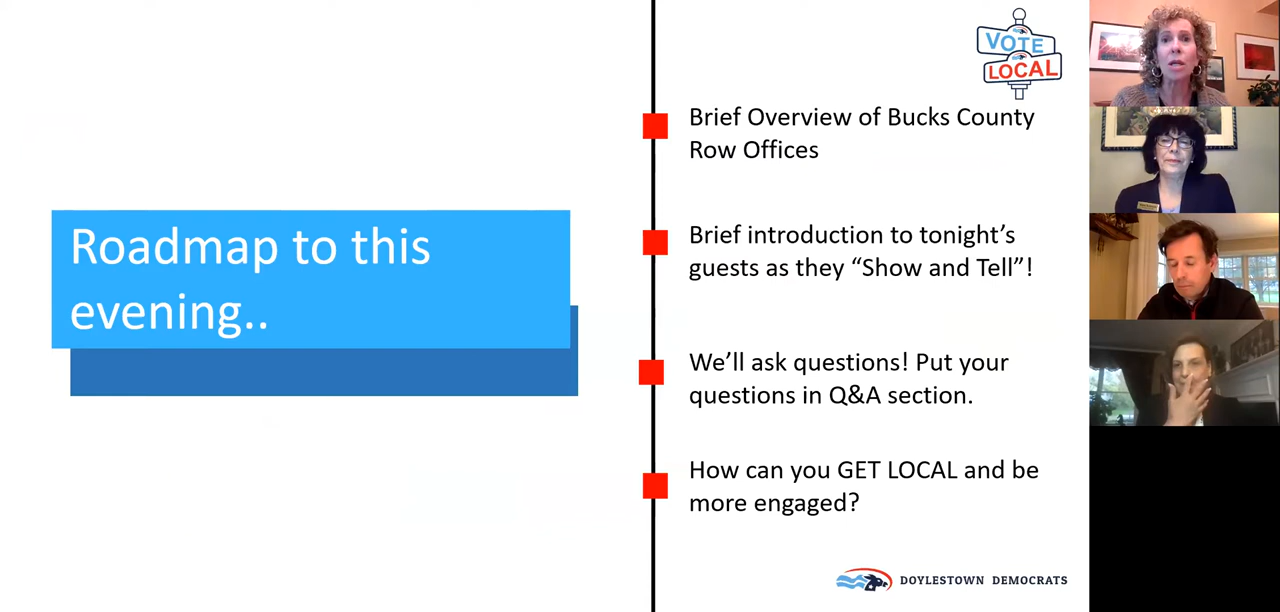 Roadmap to this
evening..
VOTE
LOCAL
Brief Overview of Bucks County
Row Offices
Brief introduction to tonight’s
guests as they “Show and Tell”!
We’ll ask questions! Put your
questions in Q&A section.
How can you GET LOCAL and be
more engaged?
DOYLESTOWN DEMOCRATS